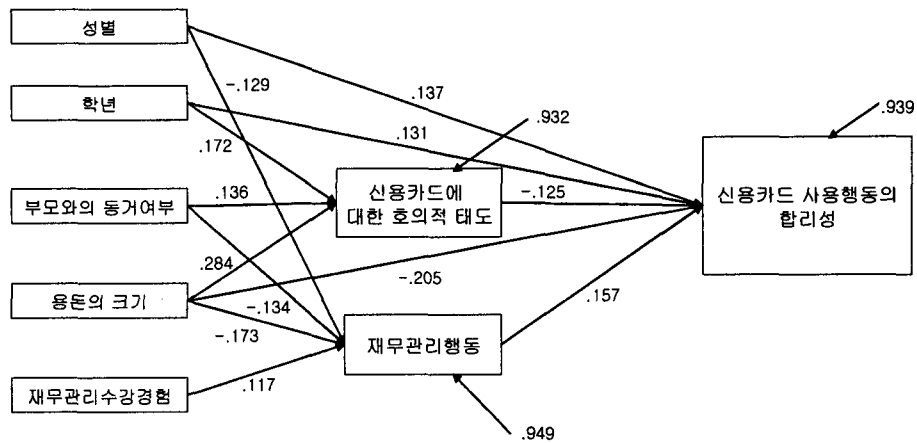 성별
-.129
.137
학년
.932
.939
.131
.172
신용카드에
대한 호의적 태도
-.125
신용카드 사용행동의
합리성
.136
부모와의 동거여부
.284
-.205
용돈의 크기
-.134
.157
-.173
재무관리행동
.117
재무관리수강경험
.949